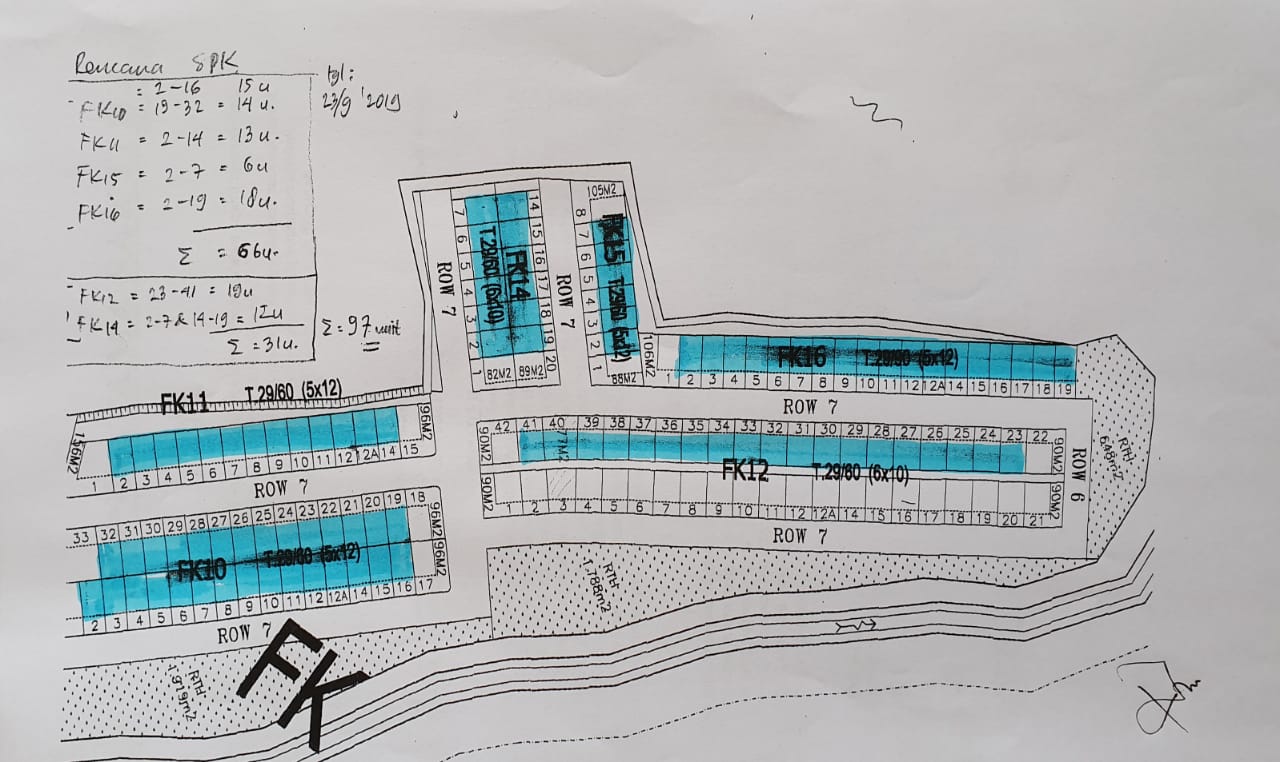 Rencana SPK
tgl:
23/9 '2019
= 2-16 15u
FK10 = 19-32 = 14u.
FK11 = 2-14 = 13u.
FK15 = 2-7 = 6u
FK16 = 2-19 = 18u.
Σ = 66u.
FK12 = 23-41 = 19u
FK14 = 2-7 & 14-19 = 12u
Σ = 31u.
Σ = 97 unit
7 6 5 4 3 2 1
T.29/60 (6x10)
FK14
14 15 16 17 18 19 20
82M2 89M2
ROW 7
ROW 7
105M2
8 7 6 5 4 3 2 1
FK15 T.29/60 (5x12)
88M2
106M2
FK16 T.29/60 (5x12)
1 2 3 4 5 6 7 8 9 10 11 12 12A 14 15 16 17 18 19
ROW 7
FK11 T.29/60 (5x12)
156M2
96M2
1 2 3 4 5 6 7 8 9 10 11 12 12A 14 15
ROW 7
90M2
42 41 40 39 38 37 36 35 34 33 32 31 30 29 28 27 26 25 24 23 22
90M2
77M2
FK12 T.29/60 (6x10)
90M2
1 2 3 4 5 6 7 8 9 10 11 12 12A 14 15 16 17 18 19 20 21
90M2
ROW 7
ROW 6
RTH
648m2
33 32 31 30 29 28 27 26 25 24 23 22 21 20 19 18
96M2
96M2
FK10 T.29/60 (5x12)
2 3 4 5 6 7 8 9 10 11 12 12A 14 15 16 17
ROW 7
RTH
1.788m2
RTH
1.979m2
FK